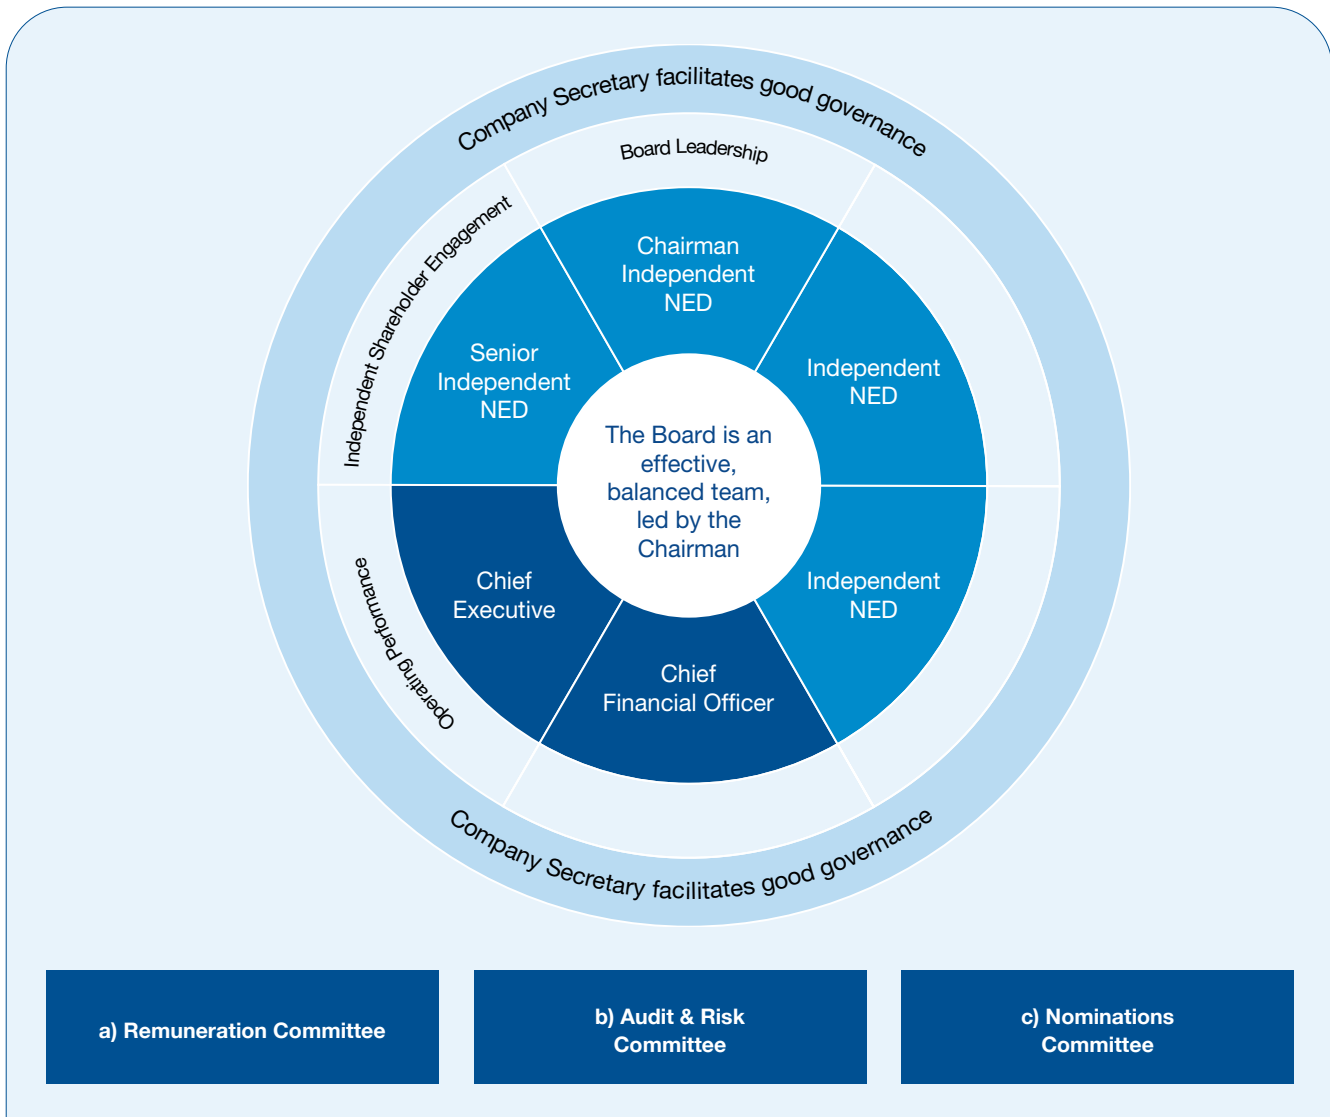 Company Secretary facilitates good governance
Board Leadership
Independent Shareholder Engagement
Operating Performance
Chairman
Independent
NED
Senior
Independent
NED
Independent
NED
The Board is an
effective,
balanced team,
led by the
Chairman
Chief
Executive
Independent
NED
Chief
Financial Officer
Company Secretary facilitates good governance
a) Remuneration Committee
b) Audit & Risk
Committee
c) Nominations
Committee